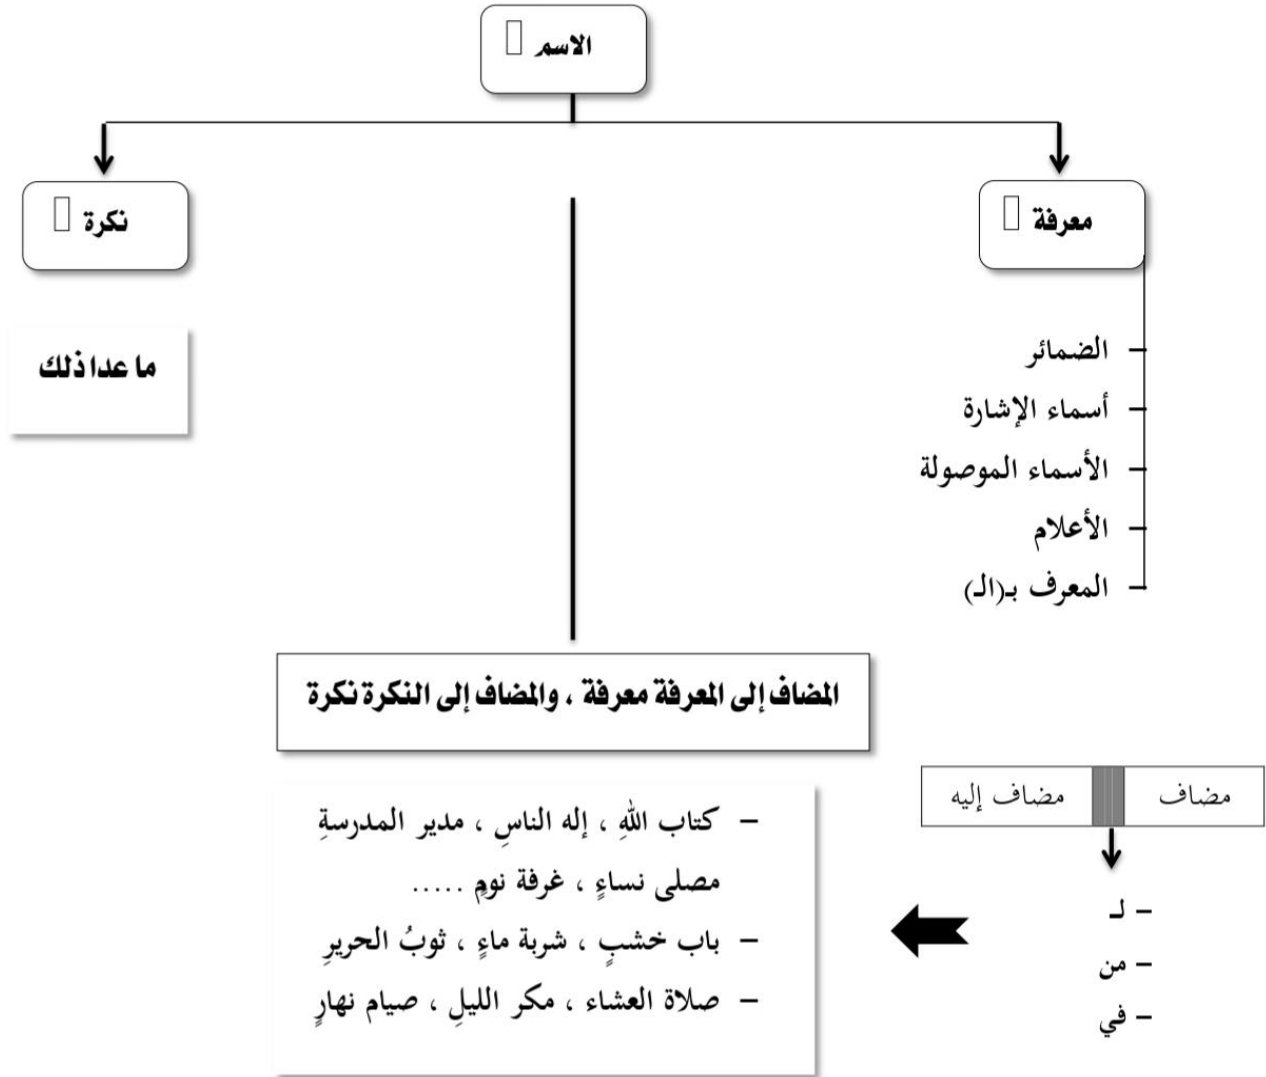 الاسم
معرفة
نكرة
– الضمائر
– أسماء الإشارة
– الأسماء الموصولة
– الأعلام
– المعرف بـ(الـ)
ما عدا ذلك
المضاف إلى المعرفة معرفة ، والمضاف إلى النكرة نكرة
مضاف
مضاف إليه
– لـ
– من
– في
– كتاب اللهِ ، إله الناسِ ، مدير المدرسةِ
مصلى نساءٍ ، غرفة نومٍ .....
– باب خشبٍ ، شربة ماءٍ ، ثوبُ الحريرِ
– صلاة العشاء ، مكر الليلِ ، صيام نهارٍ